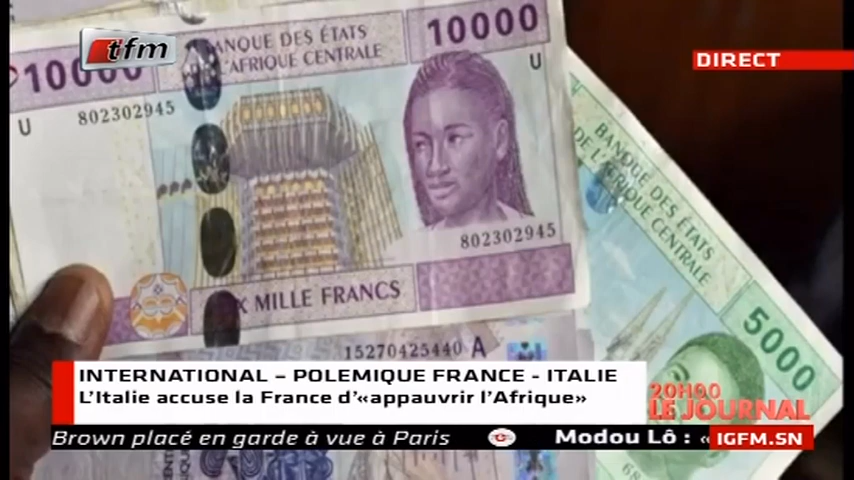 tfm
10000
BANQUE DES ÉTATS
DE L'AFRIQUE CENTRALE
10000
U
802302945
U
802302945
DIX MILLE FRANCS
BANQUE DES ÉTATS
DE L'AFRIQUE CENTRALE
5000
15270425440 A
68
DIRECT
INTERNATIONAL – POLEMIQUE FRANCE - ITALIE
L'Italie accuse la France d'«appauvrir l'Afrique»
20H00
LE JOURNAL
Brown placé en garde à vue à Paris
Modou Lô : «
IGFM.SN